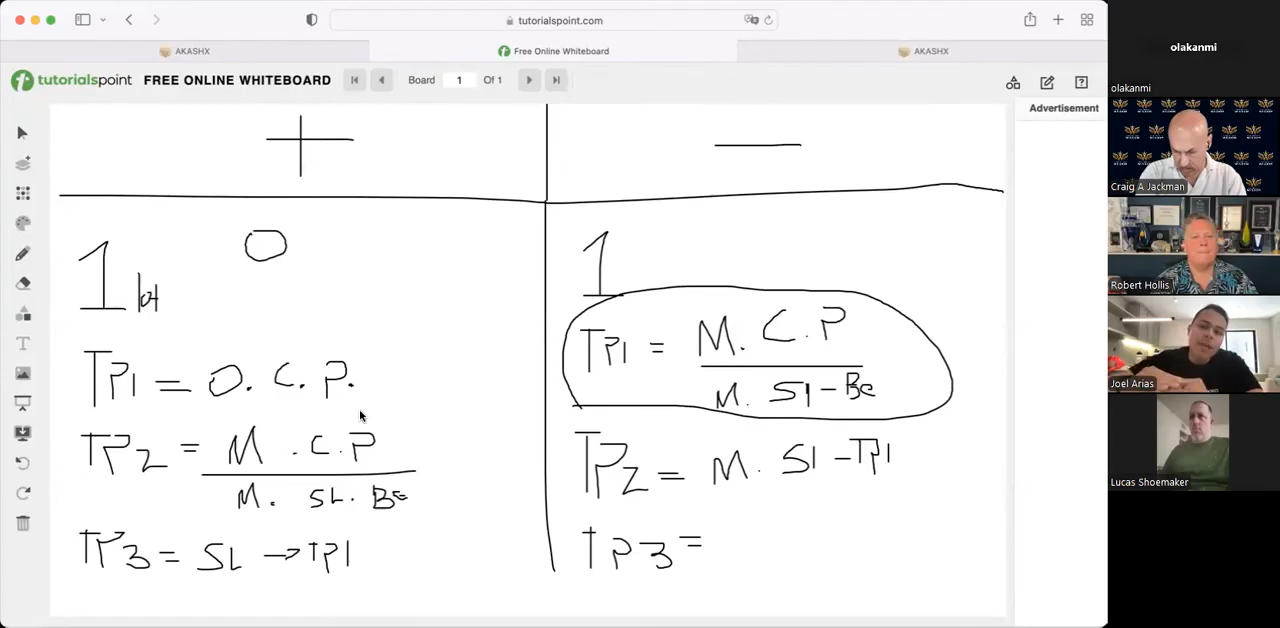 tutorialspoint.com
AKASHX
Free Online Whiteboard
AKASHX
tutorialspoint FREE ONLINE WHITEBOARD
Board 1 Of 1
Advertisement
+
—
1 lot
O
TP1 = O. C. P.
TP2 = M. C. P
M. SL. BE
TP3 = SL → TP1
1
TP1 = M. C. P
M. Sl - Be
TP2 = M. Sl - TP1
TP3 =
olakanmi
olakanmi
Craig A Jackman
Robert Hollis
Joel Arias
Lucas Shoemaker